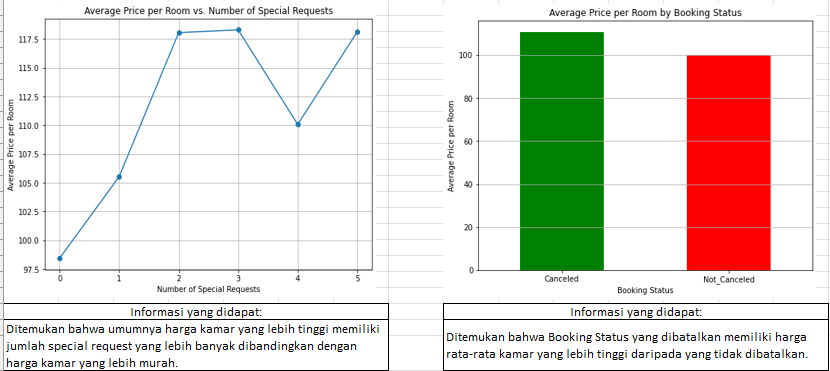 Average Price per Room vs. Number of Special Requests
117.5
115.0
112.5
110.0
107.5
105.0
102.5
100.0
97.5
Average Price per Room
0 1 2 3 4 5
Number of Special Requests
Average Price per Room by Booking Status
100
80
60
40
20
0
Average Price per Room
Canceled Not_Canceled
Booking Status
Informasi yang didapat:
Ditemukan bahwa umumnya harga kamar yang lebih tinggi memiliki
jumlah special request yang lebih banyak dibandingkan dengan
harga kamar yang lebih murah.
Informasi yang didapat:
Ditemukan bahwa Booking Status yang dibatalkan memiliki harga
rata-rata kamar yang lebih tinggi daripada yang tidak dibatalkan.